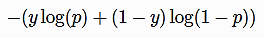 −(y log(p) + (1 − y) log(1 − p))